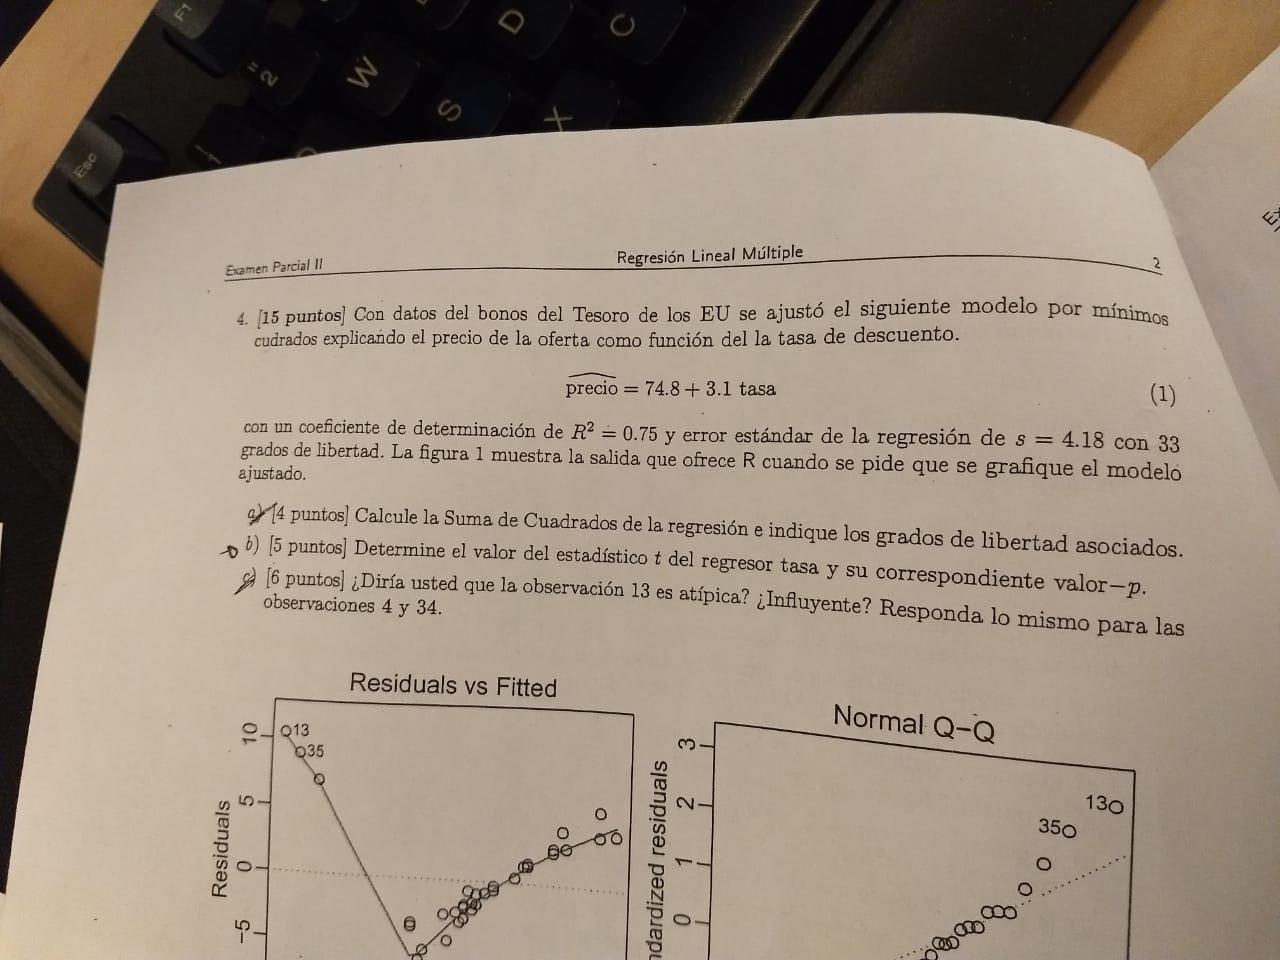 F1
" 2
W
S
D
C
X
Esc
1
Examen Parcial II
Regresión Lineal Múltiple
2
4. [15 puntos] Con datos del bonos del Tesoro de los EU se ajustó el siguiente modelo por mínimos
cudrados explicando el precio de la oferta como función del la tasa de descuento.
precio = 74.8 + 3.1 tasa
(1)
con un coeficiente de determinación de R² = 0.75 y error estándar de la regresión de s = 4.18 con 33
grados de libertad. La figura 1 muestra la salida que ofrece R cuando se pide que se grafique el modelo
ajustado.
a) [4 puntos] Calcule la Suma de Cuadrados de la regresión e indique los grados de libertad asociados.
b) [5 puntos] Determine el valor del estadístico t del regresor tasa y su correspondiente valor−p.
c) [6 puntos] ¿Diría usted que la observación 13 es atípica? ¿Influyente? Responda lo mismo para las
observaciones 4 y 34.
Residuals vs Fitted
Residuals
10
5
0
−5
13
35
Normal Q−Q
ndardized residuals
3
2
1
0
13
35